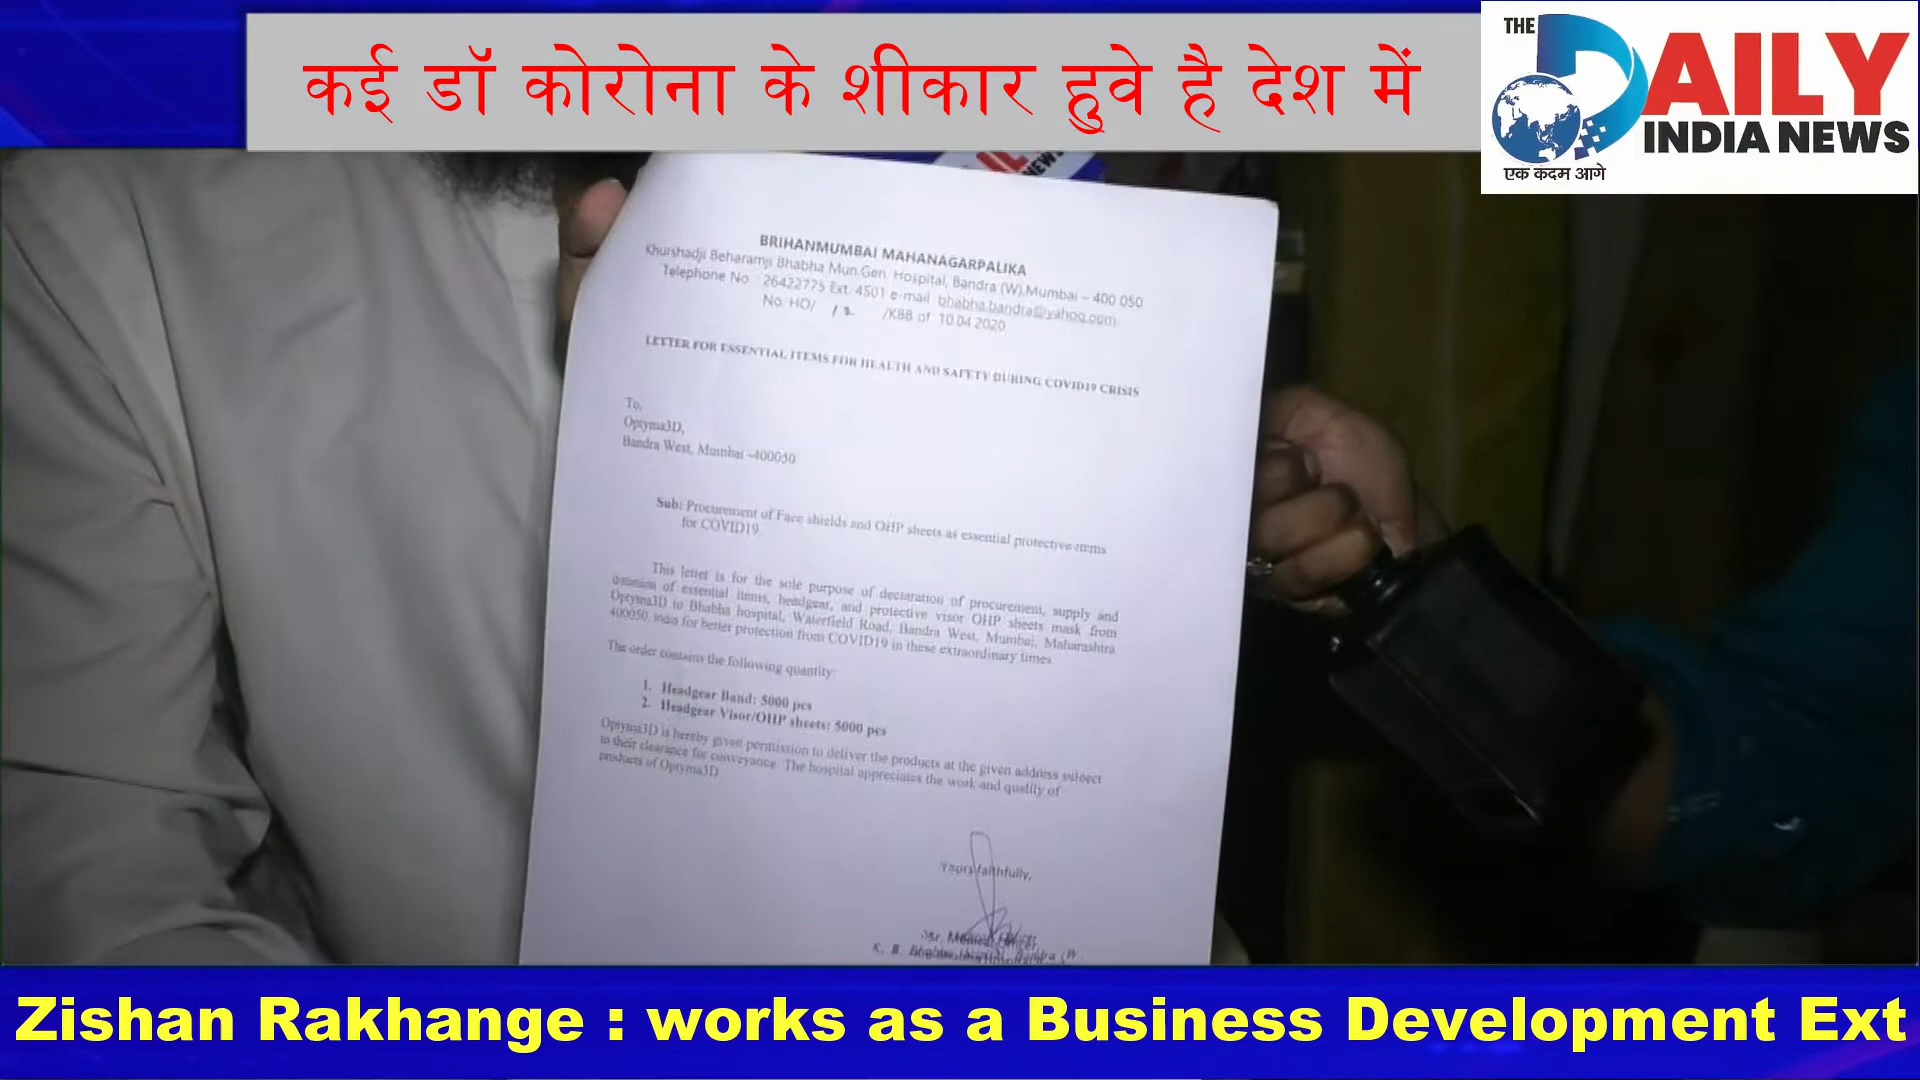 कई डॉ कोरोना के शीकार हुवे है देश में
THE DAILY
INDIA NEWS
एक कदम आगे
NEWS
BRIHANMUMBAI MAHANAGARPALIKA
Khurshadji Beharamji Bhabha Mun.Gen. Hospital, Bandra (W),Mumbai – 400 050
Telephone No 26422775 Ext. 4501 e-mail bhabha.bandra@yahoo.com
No. HO/ /KBB of 10.04.2020
LETTER FOR ESSENTIAL ITEMS FOR HEALTH AND SAFETY DURING COVID19 CRISIS
To,
Optyma3D,
Bandra West, Mumbai -400050
Sub: Procurement of Face shields and OHP sheets as essential protective items
for COVID19.
This letter is for the sole purpose of declaration of procurement, supply and
donation of essential items, headgear, and protective visor OHP sheets mask from
Optyma3D to Bhabha hospital, Waterfield Road, Bandra West, Mumbai, Maharashtra
400050, india for better protection from COVID19 in these extraordinary times.
The order contains the following quantity:
1. Headgear Band: 5000 pcs
2. Headgear Visor/OHP sheets: 5000 pcs
Optyma3D is hereby given permission to deliver the products at the given address subject
to their clearance for conveyance. The hospital appreciates the work and quality of
products of Optyma3D
Yours faithfully,
Sr. Medical
K. B. Bhabha Hospital, Bandra (W
Zishan Rakhange : works as a Business Development Ext